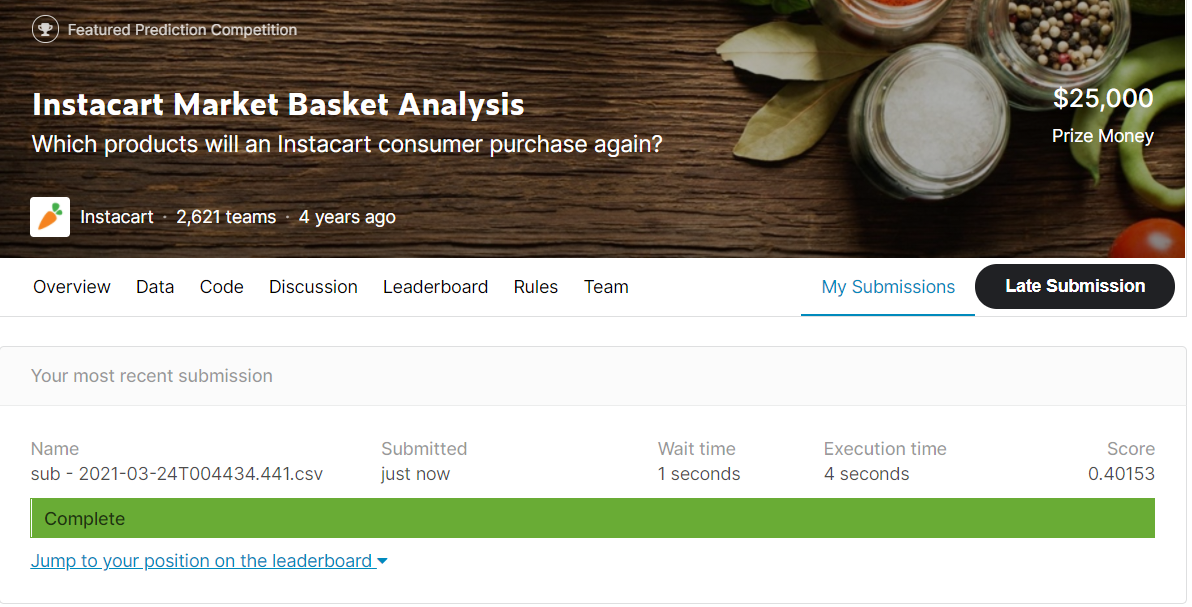 Featured Prediction Competition
Instacart Market Basket Analysis
Which products will an Instacart consumer purchase again?
$25,000
Prize Money
Instacart · 2,621 teams · 4 years ago
Overview Data Code Discussion Leaderboard Rules Team My Submissions Late Submission
Your most recent submission
Name Submitted Wait time Execution time Score
sub - 2021-03-24T004434.441.csv just now 1 seconds 4 seconds 0.40153
Complete
Jump to your position on the leaderboard